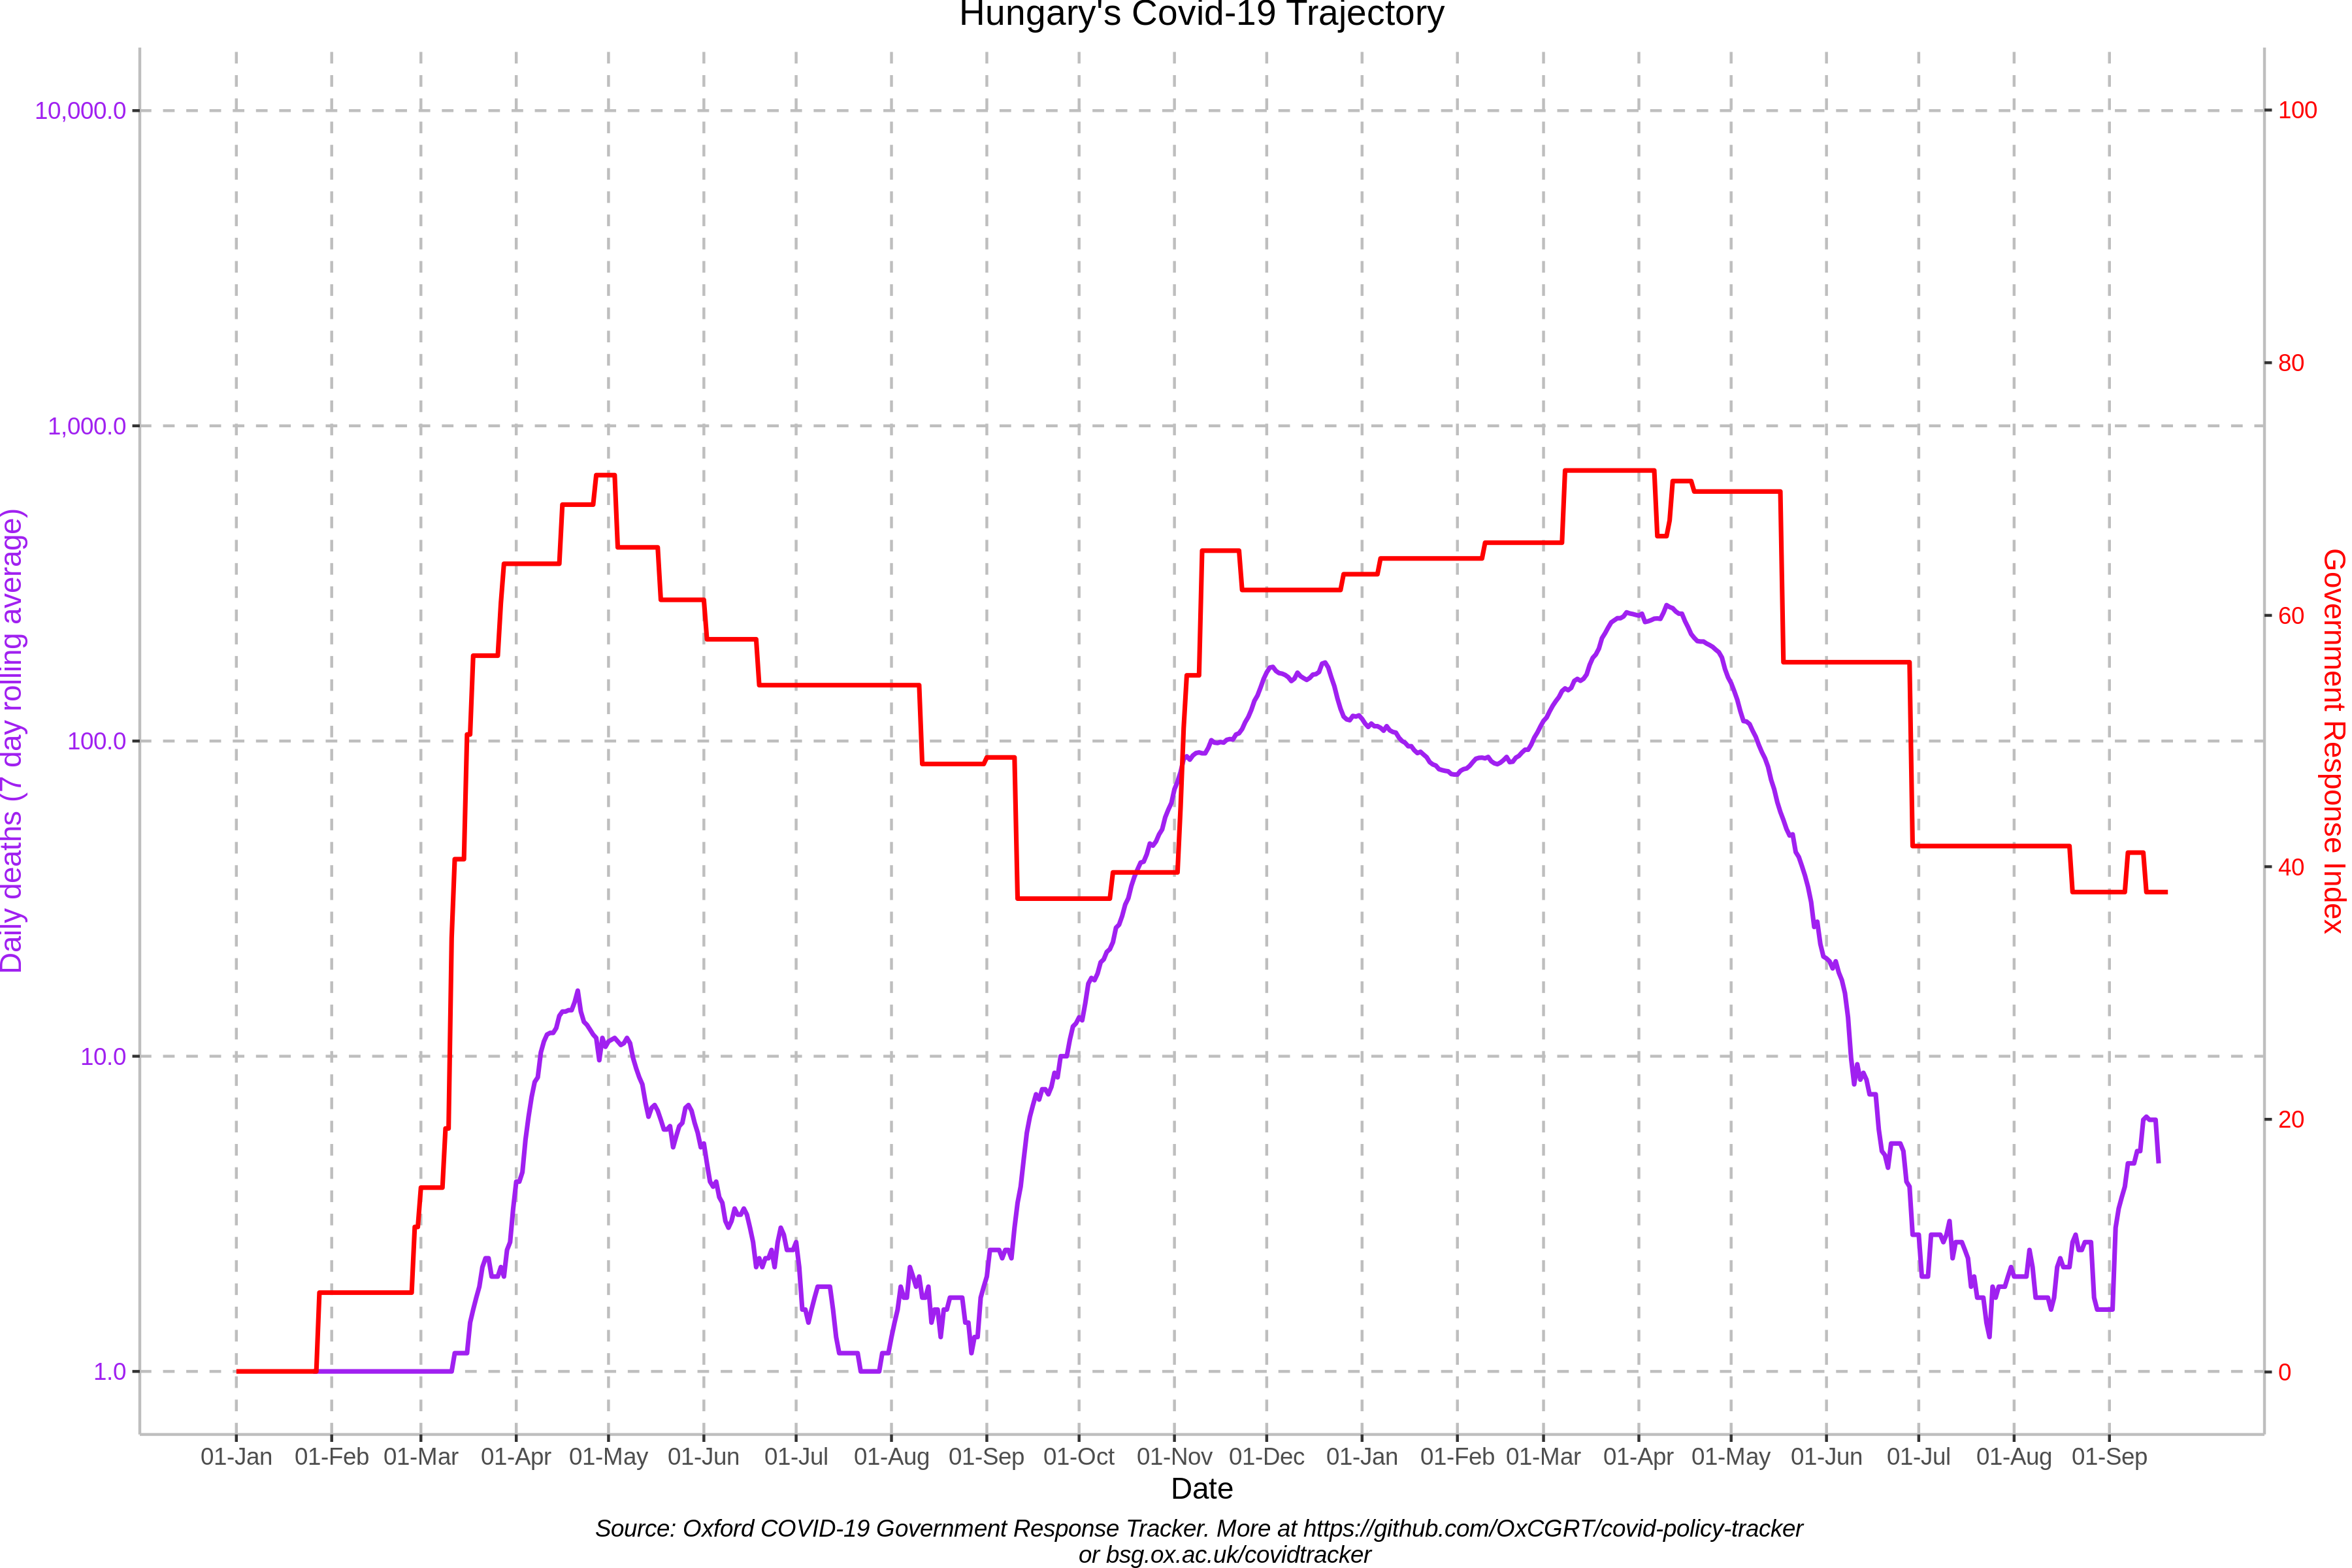 Hungary's Covid-19 Trajectory
10,000.0
1,000.0
100.0
10.0
1.0
Daily deaths (7 day rolling average)
100
80
60
40
20
0
Government Response Index
01-Jan 01-Feb 01-Mar 01-Apr 01-May 01-Jun 01-Jul 01-Aug 01-Sep 01-Oct 01-Nov 01-Dec 01-Jan 01-Feb 01-Mar 01-Apr 01-May 01-Jun 01-Jul 01-Aug 01-Sep
Date
Source: Oxford COVID-19 Government Response Tracker. More at https://github.com/OxCGRT/covid-policy-tracker
or bsg.ox.ac.uk/covidtracker